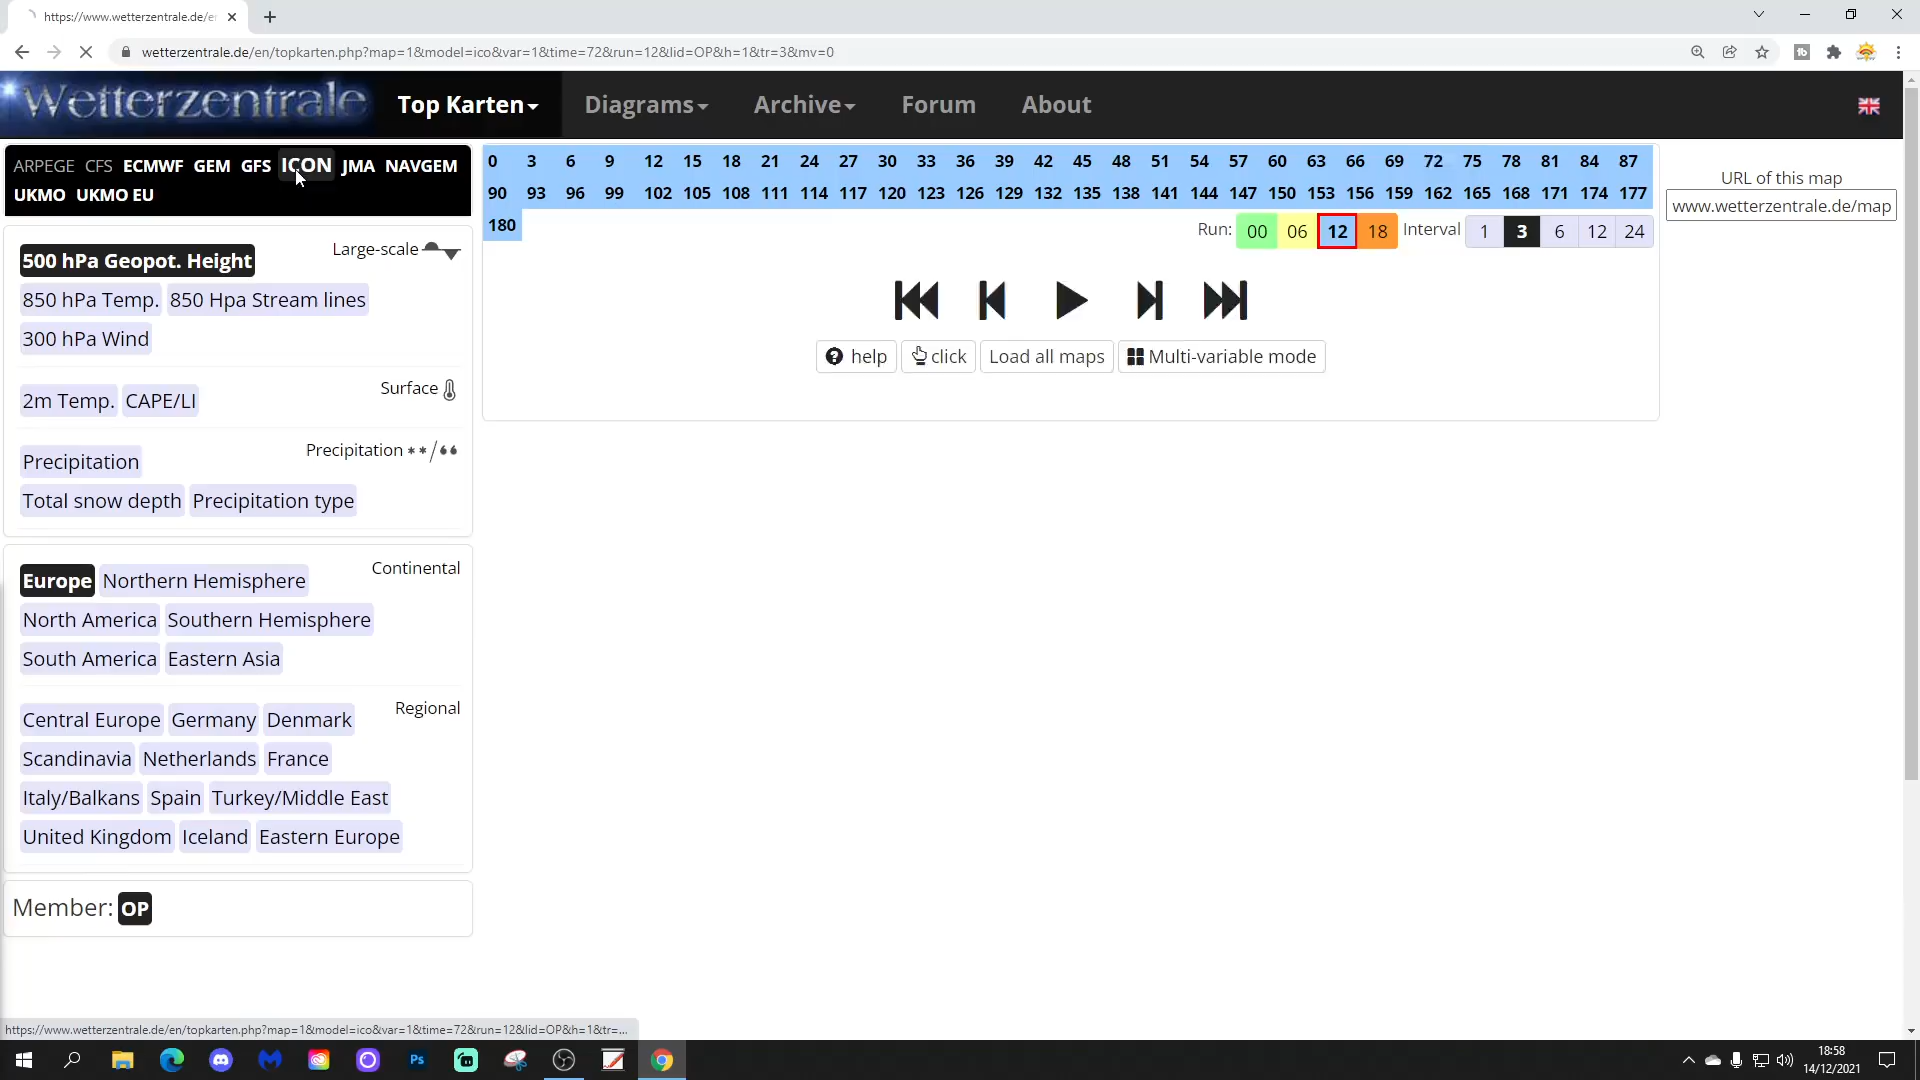 https://www.wetterzentrale.de/er
wetterzentrale.de/en/topkarten.php?map=1&model=ico&var=1&time=72&run=12&lid=OP&h=1&tr=3&mv=0
Wetterzentrale Top Karten Diagrams Archive Forum About
ARPEGE CFS ECMWF GEM GFS ICON JMA NAVGEM
UKMO UKMO EU
0 3 6 9 12 15 18 21 24 27 30 33 36 39 42 45 48 51 54 57 60 63 66 69 72 75 78 81 84 87
90 93 96 99 102 105 108 111 114 117 120 123 126 129 132 135 138 141 144 147 150 153 156 159 162 165 168 171 174 177
180
Run: 00 06 12 18 Interval 1 3 6 12 24
URL of this map
www.wetterzentrale.de/map
help click Load all maps Multi-variable mode
Large-scale
500 hPa Geopot. Height
850 hPa Temp. 850 Hpa Stream lines
300 hPa Wind
Surface
2m Temp. CAPE/LI
Precipitation **/
Precipitation
Total snow depth Precipitation type
Continental
Europe Northern Hemisphere
North America Southern Hemisphere
South America Eastern Asia
Regional
Central Europe Germany Denmark
Scandinavia Netherlands France
Italy/Balkans Spain Turkey/Middle East
United Kingdom Iceland Eastern Europe
Member: OP
https://www.wetterzentrale.de/en/topkarten.php?map=1&model=ico&var=1&time=72&run=12&lid=OP&h=1&tr=...
Ps
18:58
14/12/2021